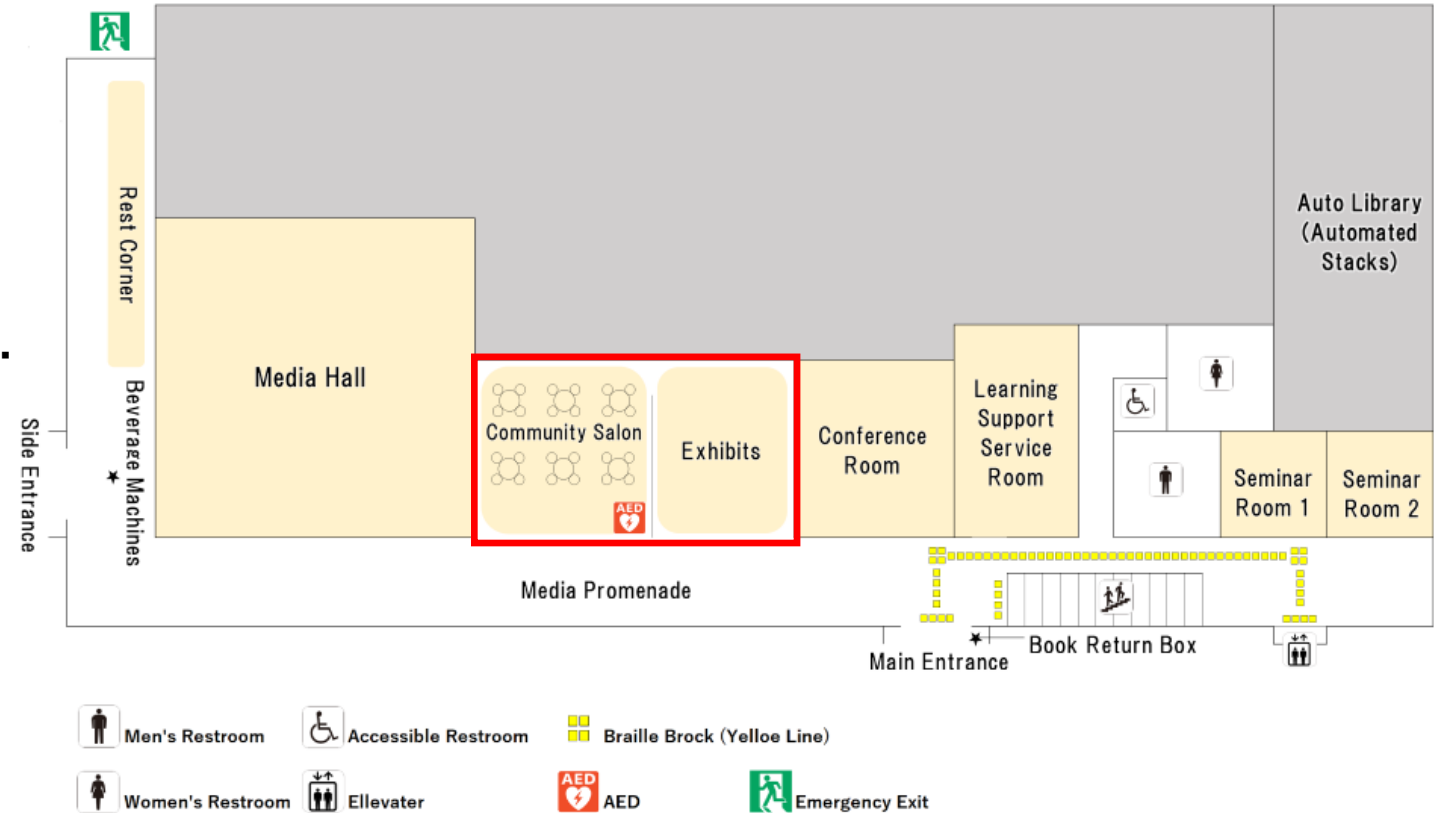 Rest Corner
Auto Library
(Automated
Stacks)
Media Hall
Side Entrance
Beverage Machines
★
Community Salon
AED
Exhibits
Conference
Room
Learning
Support
Service
Room
Seminar
Room 1
Seminar
Room 2
Media Promenade
★
Main Entrance
Book Return Box
Men's Restroom
Accessible Restroom
Braille Brock (Yelloe Line)
Women's Restroom
Ellevater
AED
AED
Emergency Exit